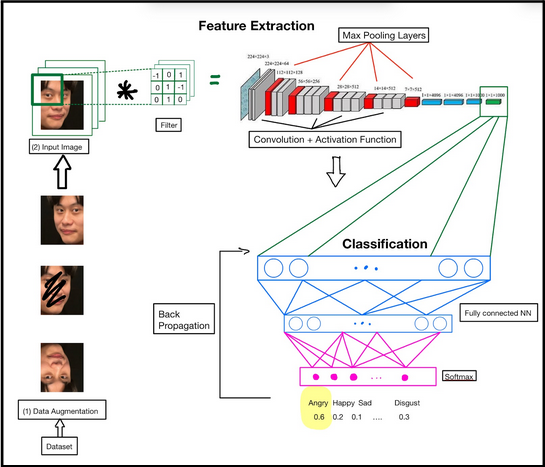 Feature Extraction
Max Pooling Layers
224×224×3
224×224×64
112×112×128
56×56×256
28×28×512
14×14×512
7×7×512
1×1×4096
1×1×4096
1×1×1000
-1 0 1
0 1 -1
0 1 0
=
Filter
Convolution + Activation Function
(2) Input Image
Classification
Back
Propagation
Fully connected NN
Softmax
(1) Data Augmentation
Dataset
Angry Happy Sad Disgust
0.6 0.2 0.1 .... 0.3